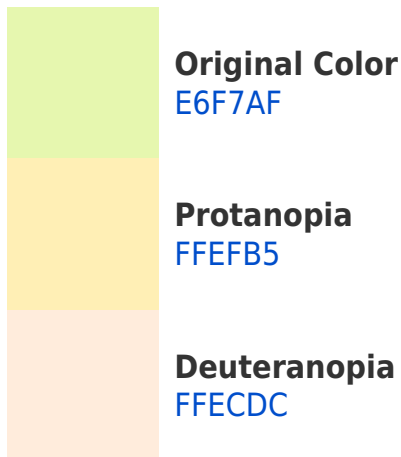 Original Color
E6F7AF
Protanopia
FFEFB5
Deuteranopia
FFECDC